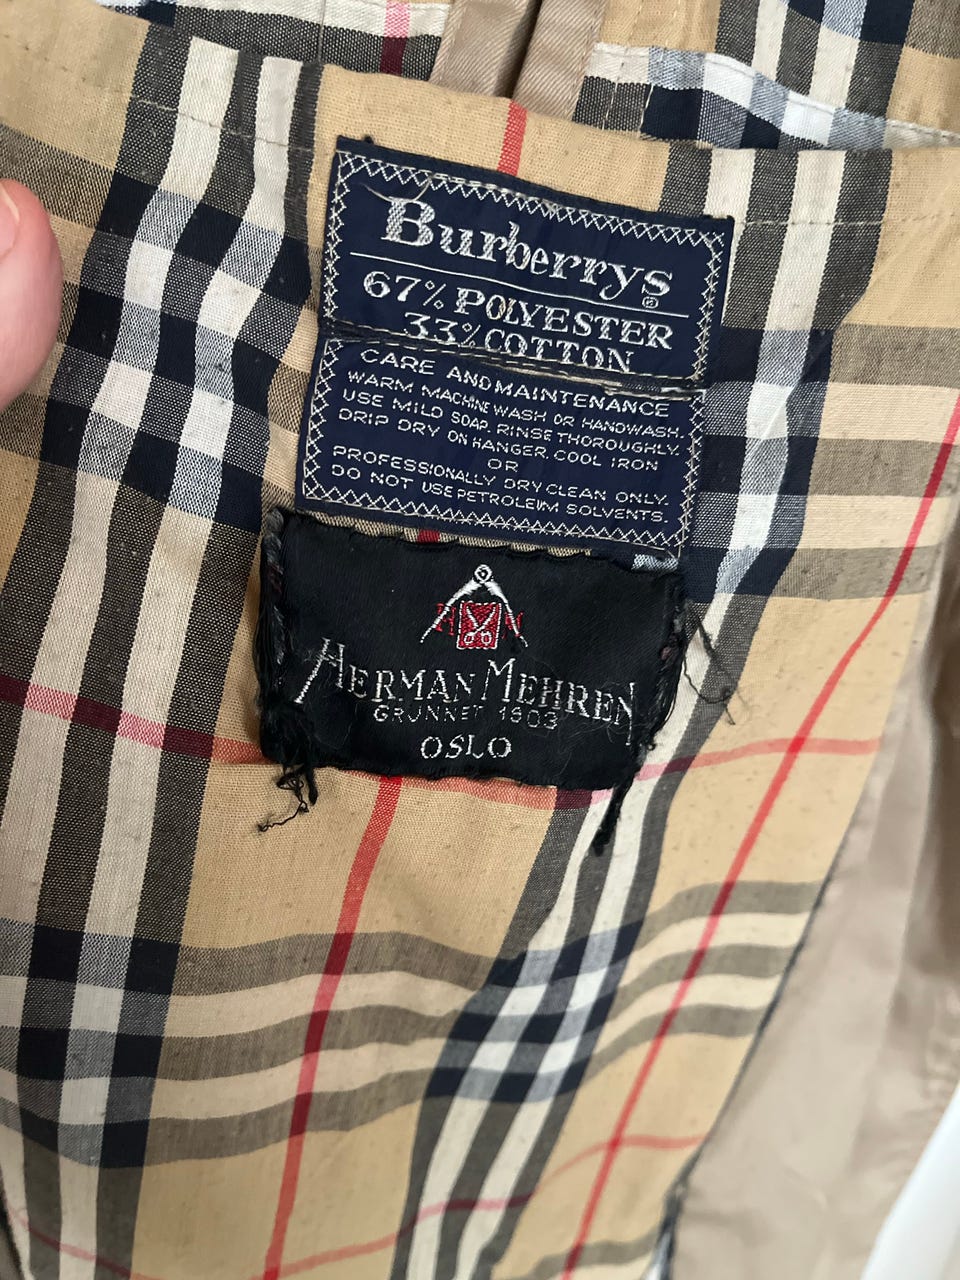 Burberrys
®
67% POLYESTER
33% COTTON
CARE AND MAINTENANCE
WARM MACHINE WASH OR HANDWASH.
USE MILD SOAP. RINSE THOROUGHLY.
DRIP DRY ON HANGER. COOL IRON
OR
PROFESSIONALLY DRY CLEAN ONLY.
DO NOT USE PETROLEUM SOLVENTS.
H M
HERMAN MEHREN
GRUNNET 1903
OSLO